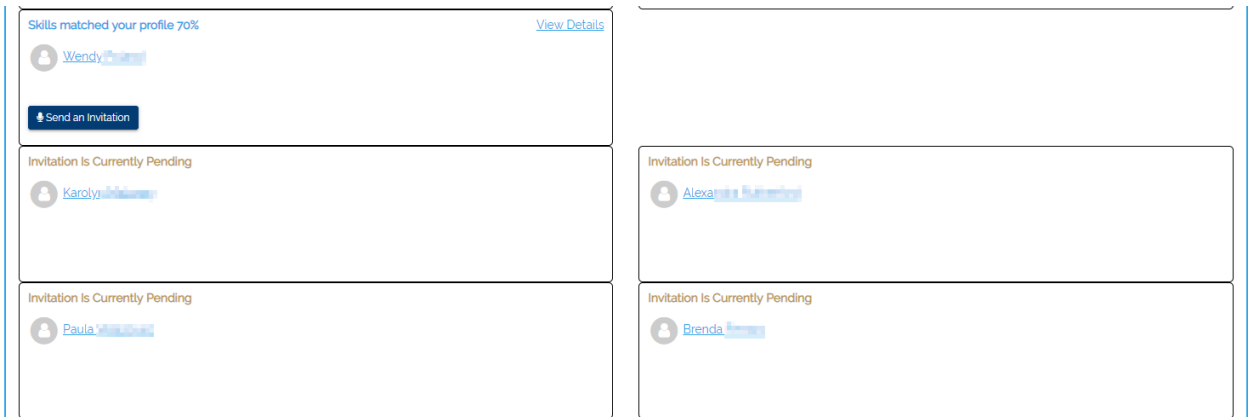 Skills matched your profile 70%
View Details
Wendy
Send an Invitation
Invitation Is Currently Pending
Invitation Is Currently Pending
Karoly
Alexa
Invitation Is Currently Pending
Invitation Is Currently Pending
Paula
Brenda